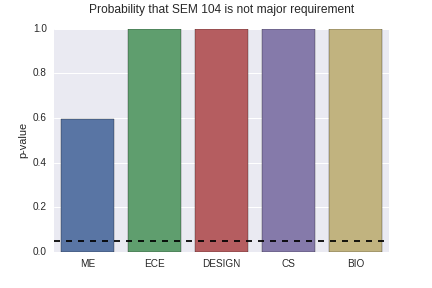 Probability that SEM 104 is not major requirement
1.0
0.8
0.6
0.4
0.2
0.0
p-value
ME ECE DESIGN CS BIO